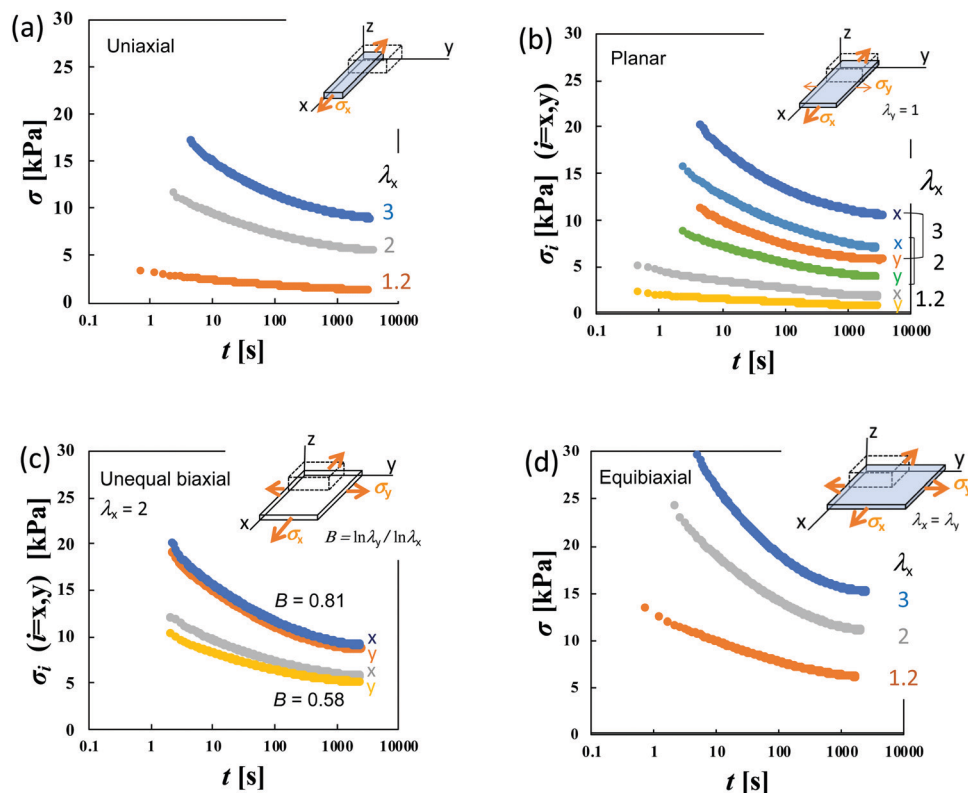 (a)
Uniaxial
σ [kPa]
30
25
20
15
10
5
0
0.1 1 10 100 1000 10000
t [s]
z
y
x
σx
λx
3
2
1.2
(b)
Planar
σi [kPa] (i=x,y)
30
25
20
15
10
5
0
0.1 1 10 100 1000 10000
t [s]
z
y
x
σy
σx
λy = 1
λx
x
x
y
y
x
y
3
2
1.2
(c)
Unequal biaxial
λx = 2
σi (i=x,y) [kPa]
30
25
20
15
10
5
0
0.1 1 10 100 1000 10000
t [s]
z
y
x
σy
σx
B = lnλy / lnλx
B = 0.81
x
y
x
y
B = 0.58
(d)
Equibiaxial
σ [kPa]
30
25
20
15
10
5
0
0.1 1 10 100 1000 10000
t [s]
z
y
x
σy
σx
λx = λy
λx
3
2
1.2